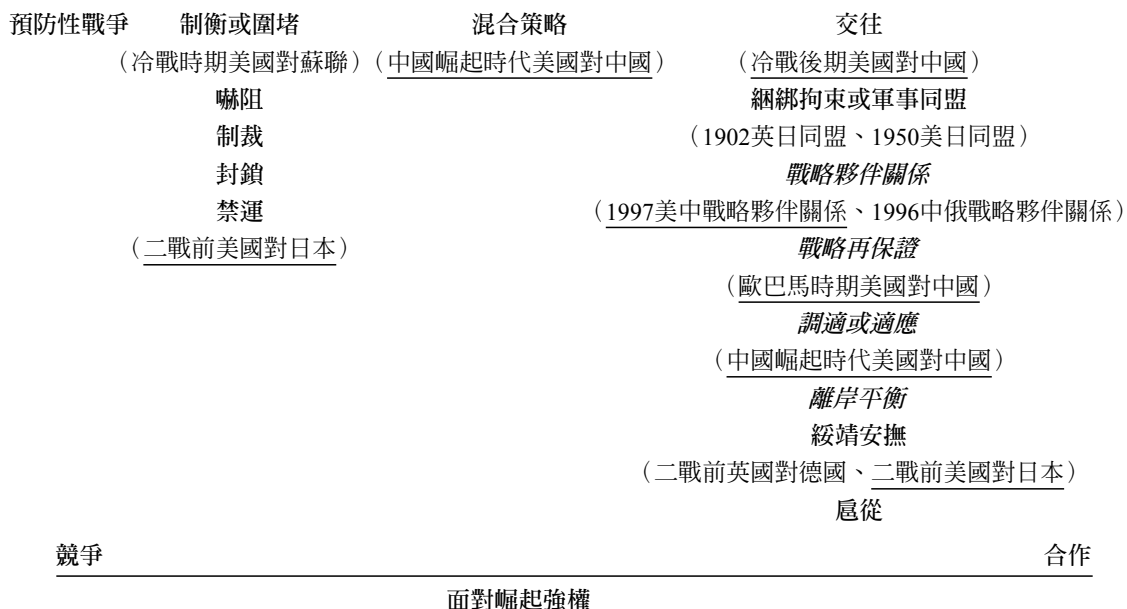 預防性戰爭 制衡或圍堵 混合策略 交往
（冷戰時期美國對蘇聯）（中國崛起時代美國對中國） （冷戰後期美國對中國）
嚇阻 綑綁拘束或軍事同盟
制裁 （1902英日同盟、1950美日同盟）
封鎖 戰略夥伴關係
禁運 （1997美中戰略夥伴關係、1996中俄戰略夥伴關係）
（二戰前美國對日本） 戰略再保證
（歐巴馬時期美國對中國）
調適或適應
（中國崛起時代美國對中國）
離岸平衡
綏靖安撫
（二戰前英國對德國、二戰前美國對日本）
扈從
競爭 合作
面對崛起強權